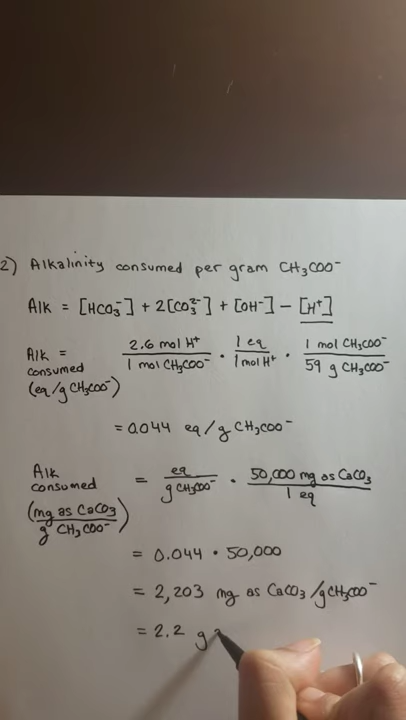 2) Alkalinity consumed per gram CH3COO⁻
Alk = [HCO3⁻] + 2[CO3²⁻] + [OH⁻] − [H⁺]
Alk consumed (eq/g CH3COO⁻) = 2.6 mol H⁺ / 1 mol CH3COO⁻ · 1 eq / 1 mol H⁺ · 1 mol CH3COO⁻ / 59 g CH3COO⁻
= 0.044 eq/g CH3COO⁻
Alk consumed (mg as CaCO3 / g CH3COO⁻) = eq / g CH3COO⁻ · 50,000 mg as CaCO3 / 1 eq
= 0.044 · 50,000
= 2,203 mg as CaCO3/g CH3COO⁻
= 2.2 g